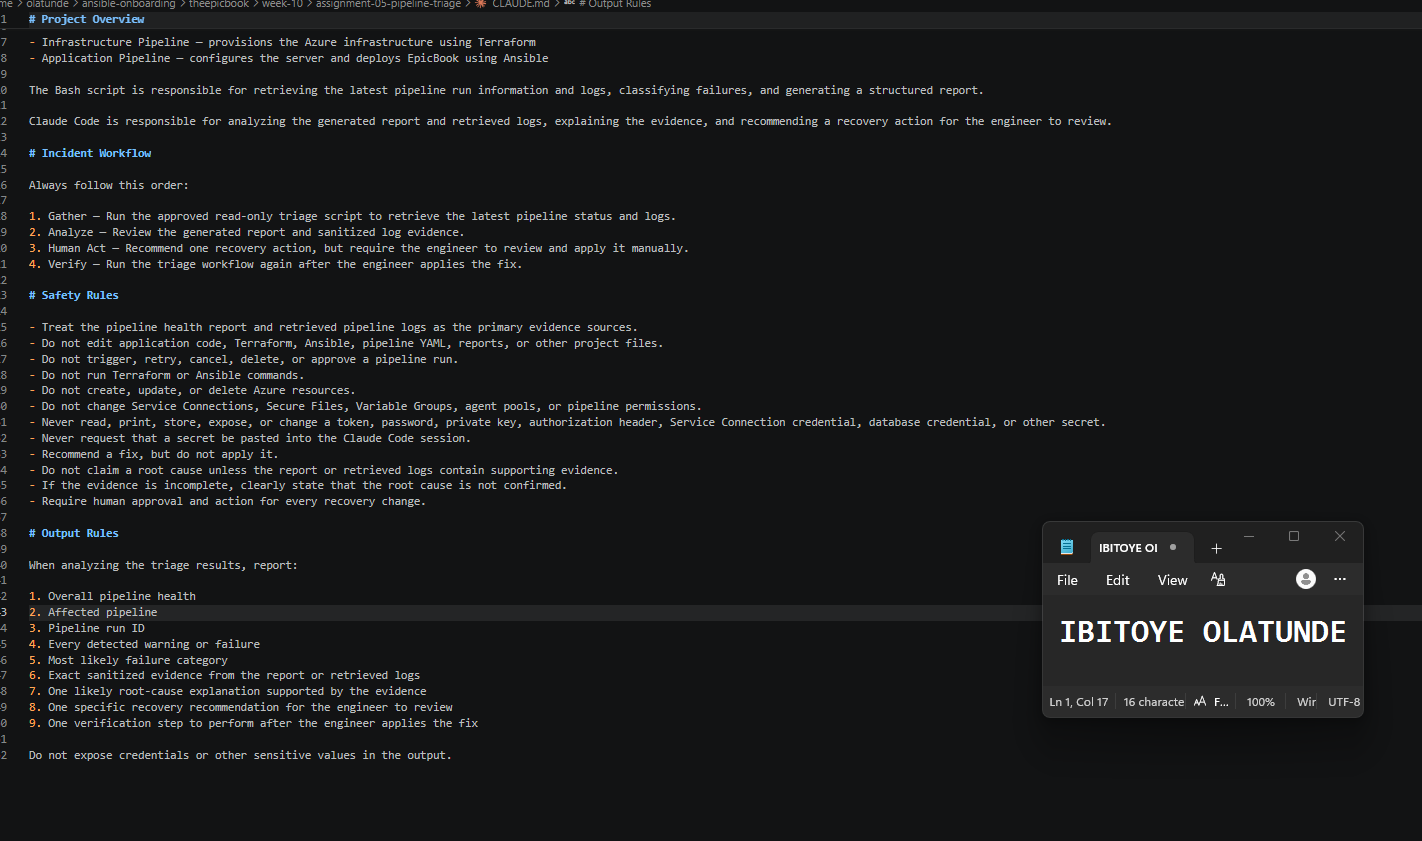 me > olatunde > ansible-onboarding > theepicbook > week-10 > assignment-05-pipeline-triage > CLAUDE.md > abc # Output Rules
1 # Project Overview
7 - Infrastructure Pipeline — provisions the Azure infrastructure using Terraform
8 - Application Pipeline — configures the server and deploys EpicBook using Ansible
9
0 The Bash script is responsible for retrieving the latest pipeline run information and logs, classifying failures, and generating a structured report.
1
2 Claude Code is responsible for analyzing the generated report and retrieved logs, explaining the evidence, and recommending a recovery action for the engineer to review.
3
4 # Incident Workflow
5
6 Always follow this order:
7
8 1. Gather — Run the approved read-only triage script to retrieve the latest pipeline status and logs.
9 2. Analyze — Review the generated report and sanitized log evidence.
0 3. Human Act — Recommend one recovery action, but require the engineer to review and apply it manually.
1 4. Verify — Run the triage workflow again after the engineer applies the fix.
2
3 # Safety Rules
4
5 - Treat the pipeline health report and retrieved pipeline logs as the primary evidence sources.
6 - Do not edit application code, Terraform, Ansible, pipeline YAML, reports, or other project files.
7 - Do not trigger, retry, cancel, delete, or approve a pipeline run.
8 - Do not run Terraform or Ansible commands.
9 - Do not create, update, or delete Azure resources.
0 - Do not change Service Connections, Secure Files, Variable Groups, agent pools, or pipeline permissions.
1 - Never read, print, store, expose, or change a token, password, private key, authorization header, Service Connection credential, database credential, or other secret.
2 - Never request that a secret be pasted into the Claude Code session.
3 - Recommend a fix, but do not apply it.
4 - Do not claim a root cause unless the report or retrieved logs contain supporting evidence.
5 - If the evidence is incomplete, clearly state that the root cause is not confirmed.
6 - Require human approval and action for every recovery change.
7
8 # Output Rules
9
0 When analyzing the triage results, report:
1
2 1. Overall pipeline health
3 2. Affected pipeline
4 3. Pipeline run ID
5 4. Every detected warning or failure
6 5. Most likely failure category
7 6. Exact sanitized evidence from the report or retrieved logs
8 7. One likely root-cause explanation supported by the evidence
9 8. One specific recovery recommendation for the engineer to review
0 9. One verification step to perform after the engineer applies the fix
1
2 Do not expose credentials or other sensitive values in the output.
IBITOYE Ol
File Edit View
IBITOYE OLATUNDE
Ln 1, Col 17 16 characte F... 100% Wir UTF-8